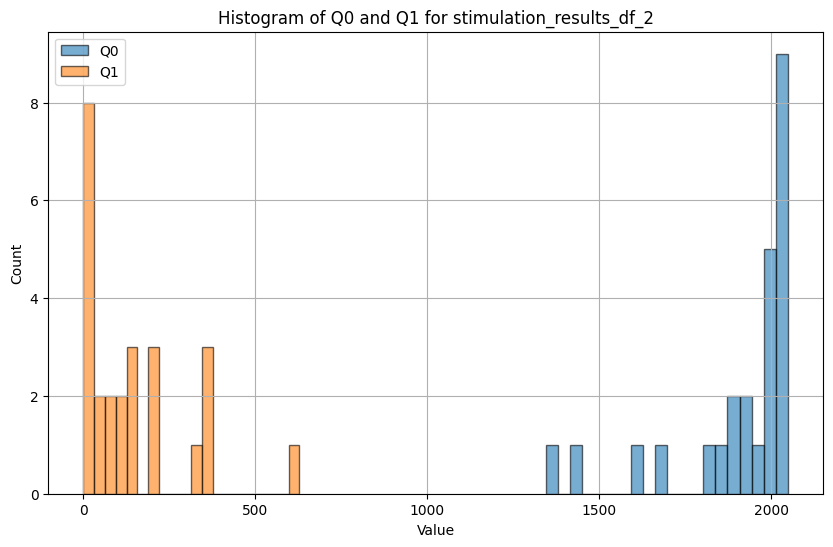 Histogram of Q0 and Q1 for stimulation_results_df_2
Q0
Q1
Count
8
6
4
2
0
0
500
1000
1500
2000
Value